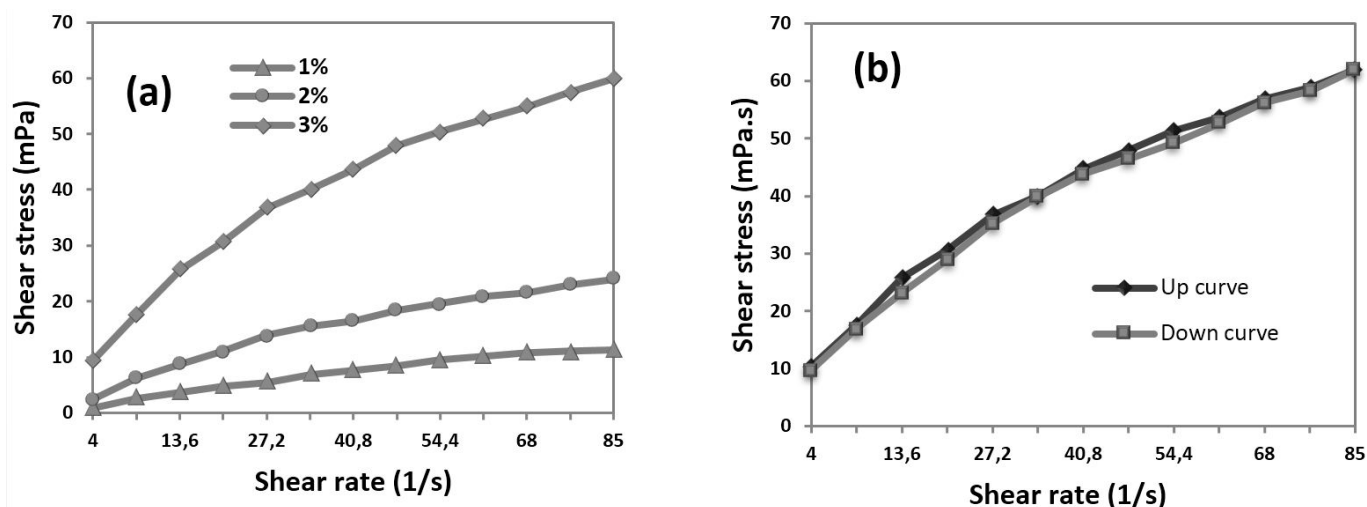 (a)
1%
2%
3%
Shear stress (mPa)
70
60
50
40
30
20
10
0
4 13,6 27,2 40,8 54,4 68 85
Shear rate (1/s)
(b)
Up curve
Down curve
Shear stress (mPa.s)
70
60
50
40
30
20
10
0
4 13,6 27,2 40,8 54,4 68 85
Shear rate (1/s)